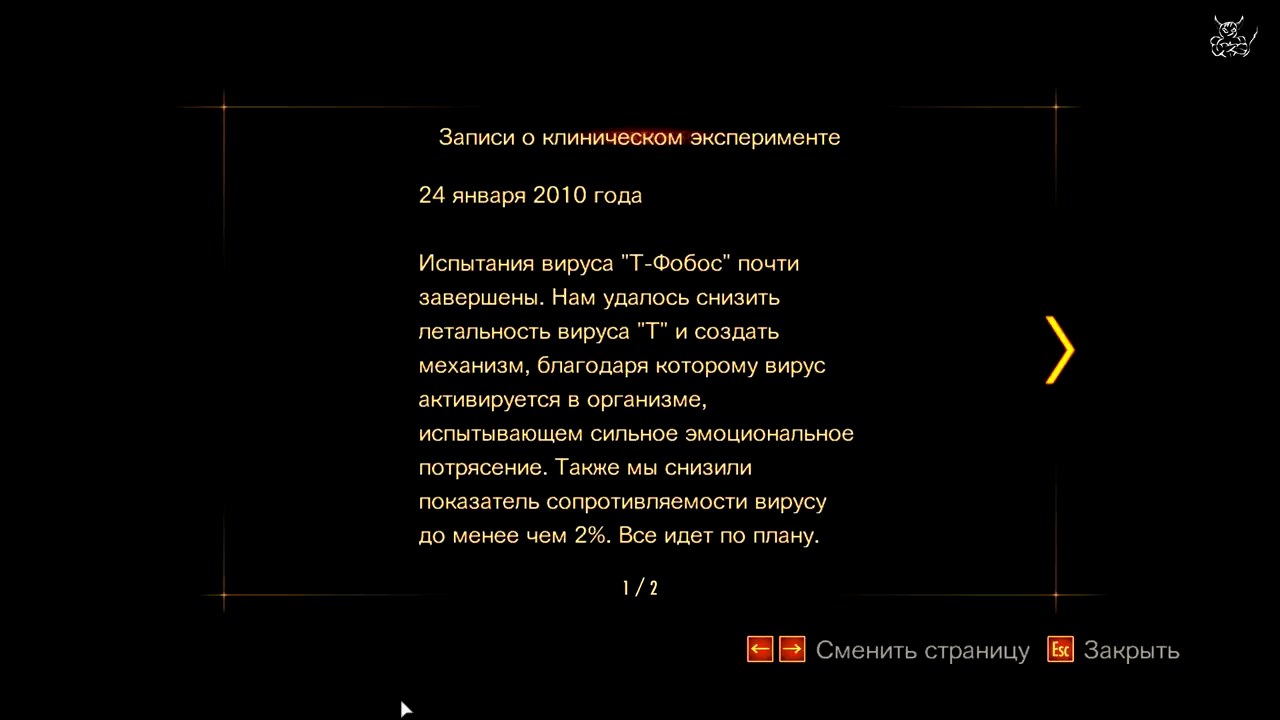 Записи о клиническом эксперименте
24 января 2010 года
Испытания вируса "Т-Фобос" почти
завершены. Нам удалось снизить
летальность вируса "Т" и создать
механизм, благодаря которому вирус
активируется в организме,
испытывающем сильное эмоциональное
потрясение. Также мы снизили
показатель сопротивляемости вирусу
до менее чем 2%. Все идет по плану.
1 / 2
← → Сменить страницу Esc Закрыть